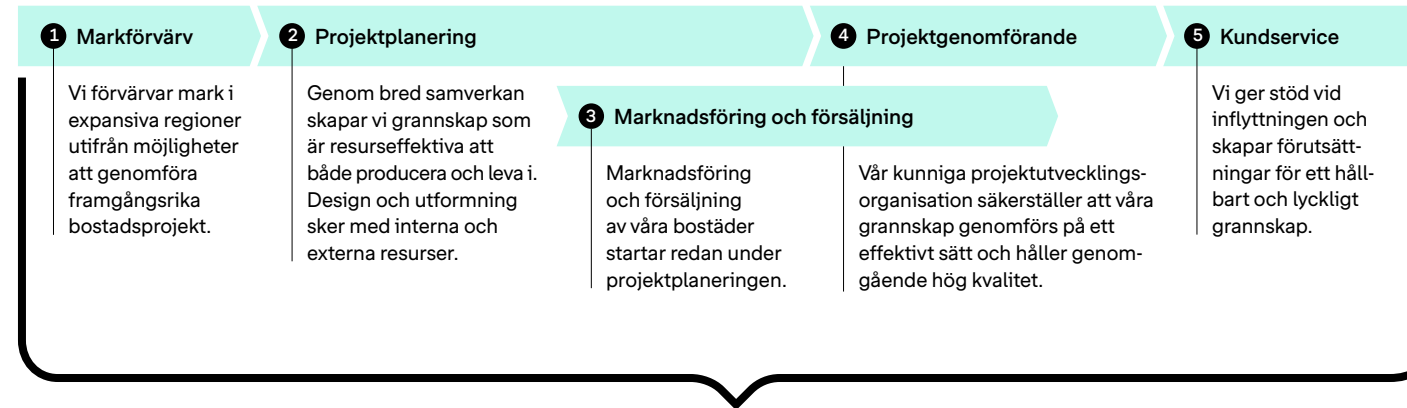 1 Markförvärv
Vi förvärvar mark i
expansiva regioner
utifrån möjligheter
att genomföra
framgångsrika
bostadsprojekt.
2 Projektplanering
Genom bred samverkan
skapar vi grannskap som
är resurseffektiva att
både producera och leva i.
Design och utformning
sker med interna och
externa resurser.
3 Marknadsföring och försäljning
Marknadsföring
och försäljning
av våra bostäder
startar redan under
projektplaneringen.
4 Projektgenomförande
Vår kunniga projektutvecklings-
organisation säkerställer att våra
grannskap genomförs på ett
effektivt sätt och håller genom-
gående hög kvalitet.
5 Kundservice
Vi ger stöd vid
inflyttningen och
skapar förutsätt-
ningar för ett håll-
bart och lyckligt
grannskap.